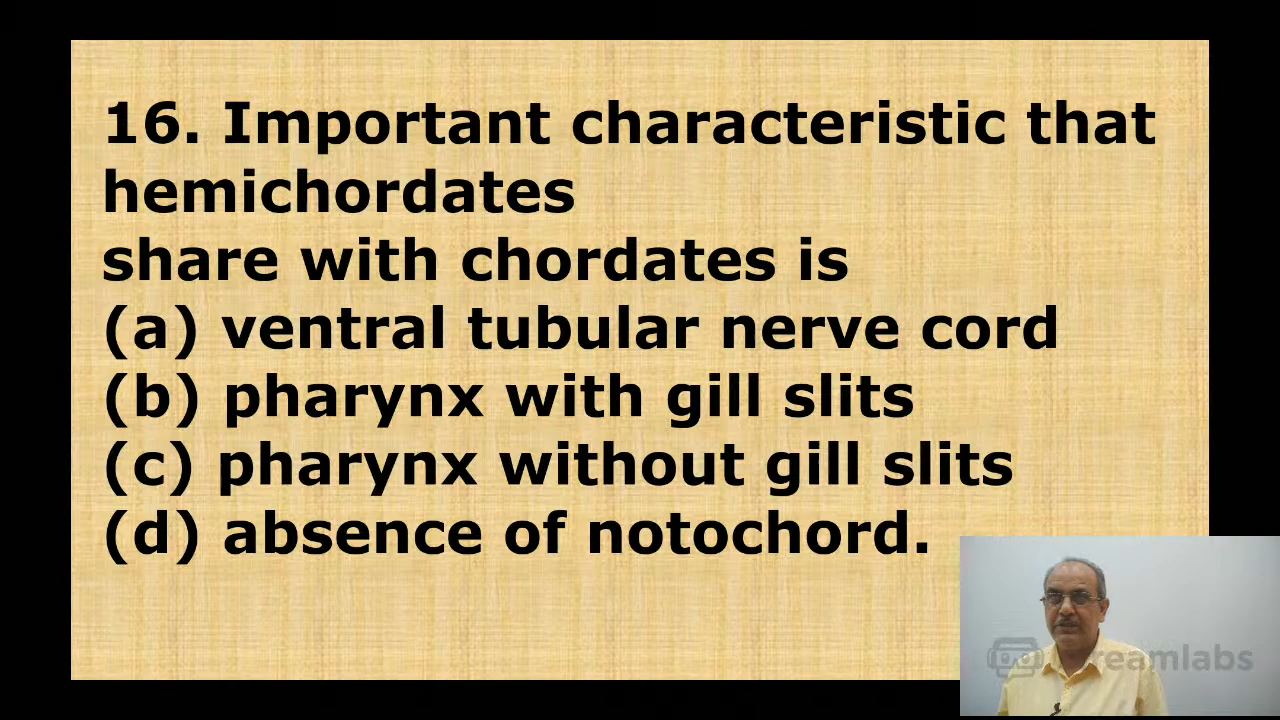 16. Important characteristic that
hemichordates
share with chordates is
(a) ventral tubular nerve cord
(b) pharynx with gill slits
(c) pharynx without gill slits
(d) absence of notochord.